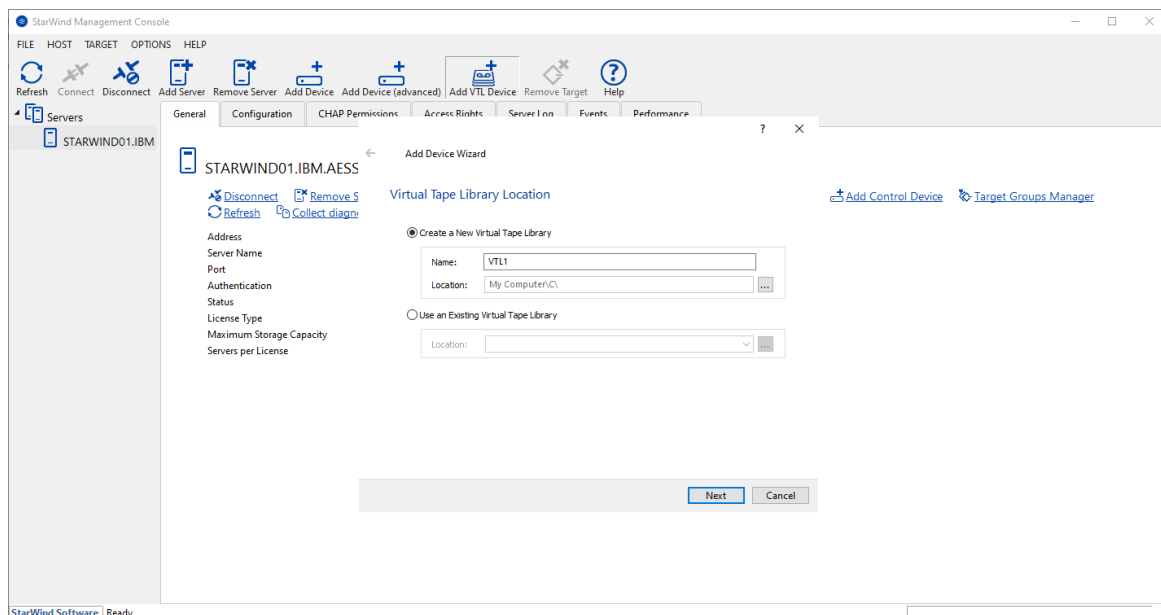 StarWind Management Console
FILE HOST TARGET OPTIONS HELP
Refresh Connect Disconnect Add Server Remove Server Add Device Add Device (advanced) Add VTL Device Remove Target Help
Servers
STARWIND01.IBM
General Configuration CHAP Permissions Access Rights Server Log Events Performance
STARWIND01.IBM.AESS
Disconnect Remove S
Refresh Collect diagn
Add Control Device Target Groups Manager
Address
Server Name
Port
Authentication
Status
License Type
Maximum Storage Capacity
Servers per License
?
Add Device Wizard
Virtual Tape Library Location
Create a New Virtual Tape Library
Name: VTL1
Location: My Computer\C\
...
Use an Existing Virtual Tape Library
Location:
...
Next Cancel
StarWind Software Ready